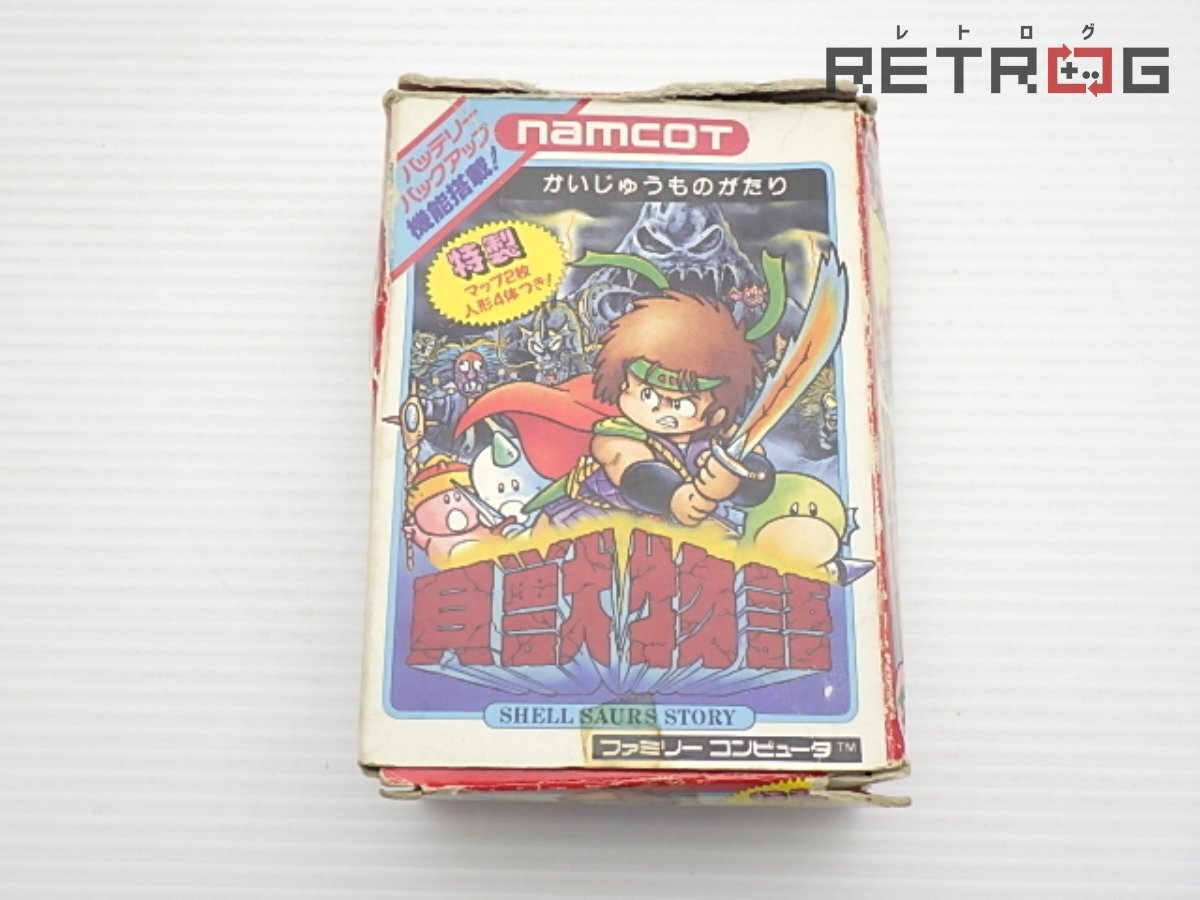 レトログ
RETROG
バッテリー
バックアップ
機能搭載!
namcot
かいじゅうものがたり
特製
マップ2枚
人形4体つき!
貝獣物語
SHELL SAURS STORY
ファミリーコンピュータ™